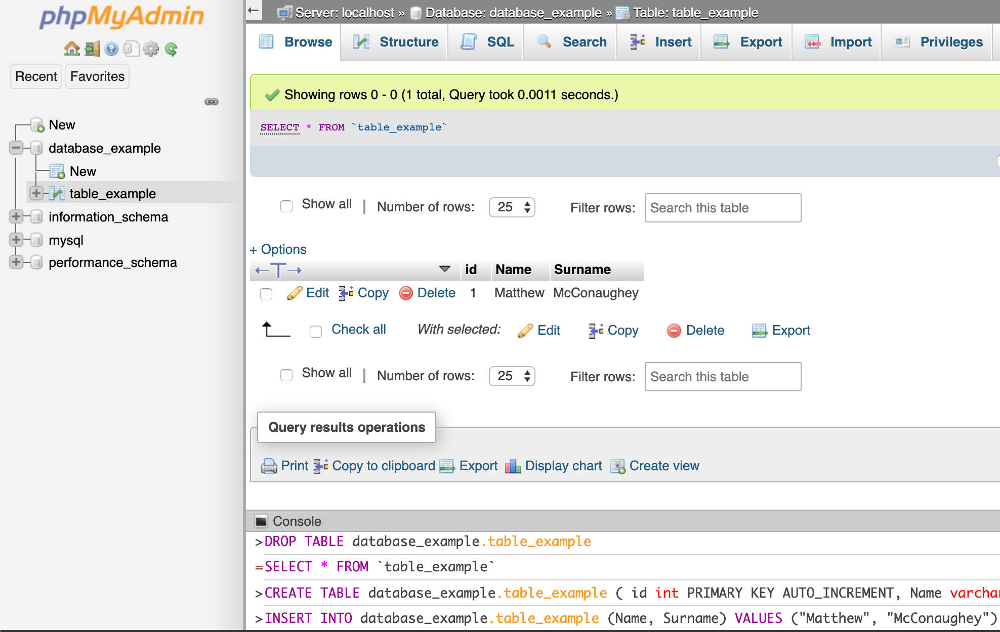 phpMyAdmin
Recent Favorites
New
database_example
New
table_example
information_schema
mysql
performance_schema
Server: localhost » Database: database_example » Table: table_example
Browse Structure SQL Search Insert Export Import Privileges
Showing rows 0 - 0 (1 total, Query took 0.0011 seconds.)
SELECT * FROM `table_example`
Show all | Number of rows: 25 Filter rows: Search this table
+ Options
←T→ id Name Surname
Edit Copy Delete 1 Matthew McConaughey
Check all With selected: Edit Copy Delete Export
Show all | Number of rows: 25 Filter rows: Search this table
Query results operations
Print Copy to clipboard Export Display chart Create view
Console
>DROP TABLE database_example.table_example
=SELECT * FROM `table_example`
>CREATE TABLE database_example.table_example ( id int PRIMARY KEY AUTO_INCREMENT, Name varchar
>INSERT INTO database_example.table_example (Name, Surname) VALUES ("Matthew", "McConaughey")